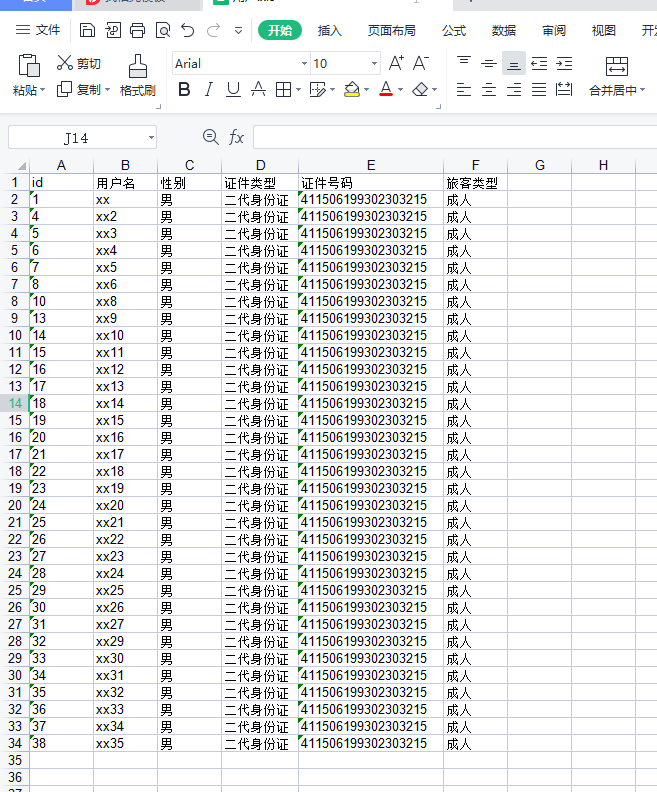 文件
开始
插入
页面布局
公式
数据
审阅
视图
剪切
粘贴
复制
格式刷
Arial
10
合并居中
J14
fx
A B C D E F G H
1 id 用户名 性别 证件类型 证件号码 旅客类型
2 1 xx 男 二代身份证 411506199302303215 成人
3 4 xx2 男 二代身份证 411506199302303215 成人
4 5 xx3 男 二代身份证 411506199302303215 成人
5 6 xx4 男 二代身份证 411506199302303215 成人
6 7 xx5 男 二代身份证 411506199302303215 成人
7 8 xx6 男 二代身份证 411506199302303215 成人
8 10 xx8 男 二代身份证 411506199302303215 成人
9 13 xx9 男 二代身份证 411506199302303215 成人
10 14 xx10 男 二代身份证 411506199302303215 成人
11 15 xx11 男 二代身份证 411506199302303215 成人
12 16 xx12 男 二代身份证 411506199302303215 成人
13 17 xx13 男 二代身份证 411506199302303215 成人
14 18 xx14 男 二代身份证 411506199302303215 成人
15 19 xx15 男 二代身份证 411506199302303215 成人
16 20 xx16 男 二代身份证 411506199302303215 成人
17 21 xx17 男 二代身份证 411506199302303215 成人
18 22 xx18 男 二代身份证 411506199302303215 成人
19 23 xx19 男 二代身份证 411506199302303215 成人
20 24 xx20 男 二代身份证 411506199302303215 成人
21 25 xx21 男 二代身份证 411506199302303215 成人
22 26 xx22 男 二代身份证 411506199302303215 成人
23 27 xx23 男 二代身份证 411506199302303215 成人
24 28 xx24 男 二代身份证 411506199302303215 成人
25 29 xx25 男 二代身份证 411506199302303215 成人
26 30 xx26 男 二代身份证 411506199302303215 成人
27 31 xx27 男 二代身份证 411506199302303215 成人
28 32 xx29 男 二代身份证 411506199302303215 成人
29 33 xx30 男 二代身份证 411506199302303215 成人
30 34 xx31 男 二代身份证 411506199302303215 成人
31 35 xx32 男 二代身份证 411506199302303215 成人
32 36 xx33 男 二代身份证 411506199302303215 成人
33 37 xx34 男 二代身份证 411506199302303215 成人
34 38 xx35 男 二代身份证 411506199302303215 成人
35
36